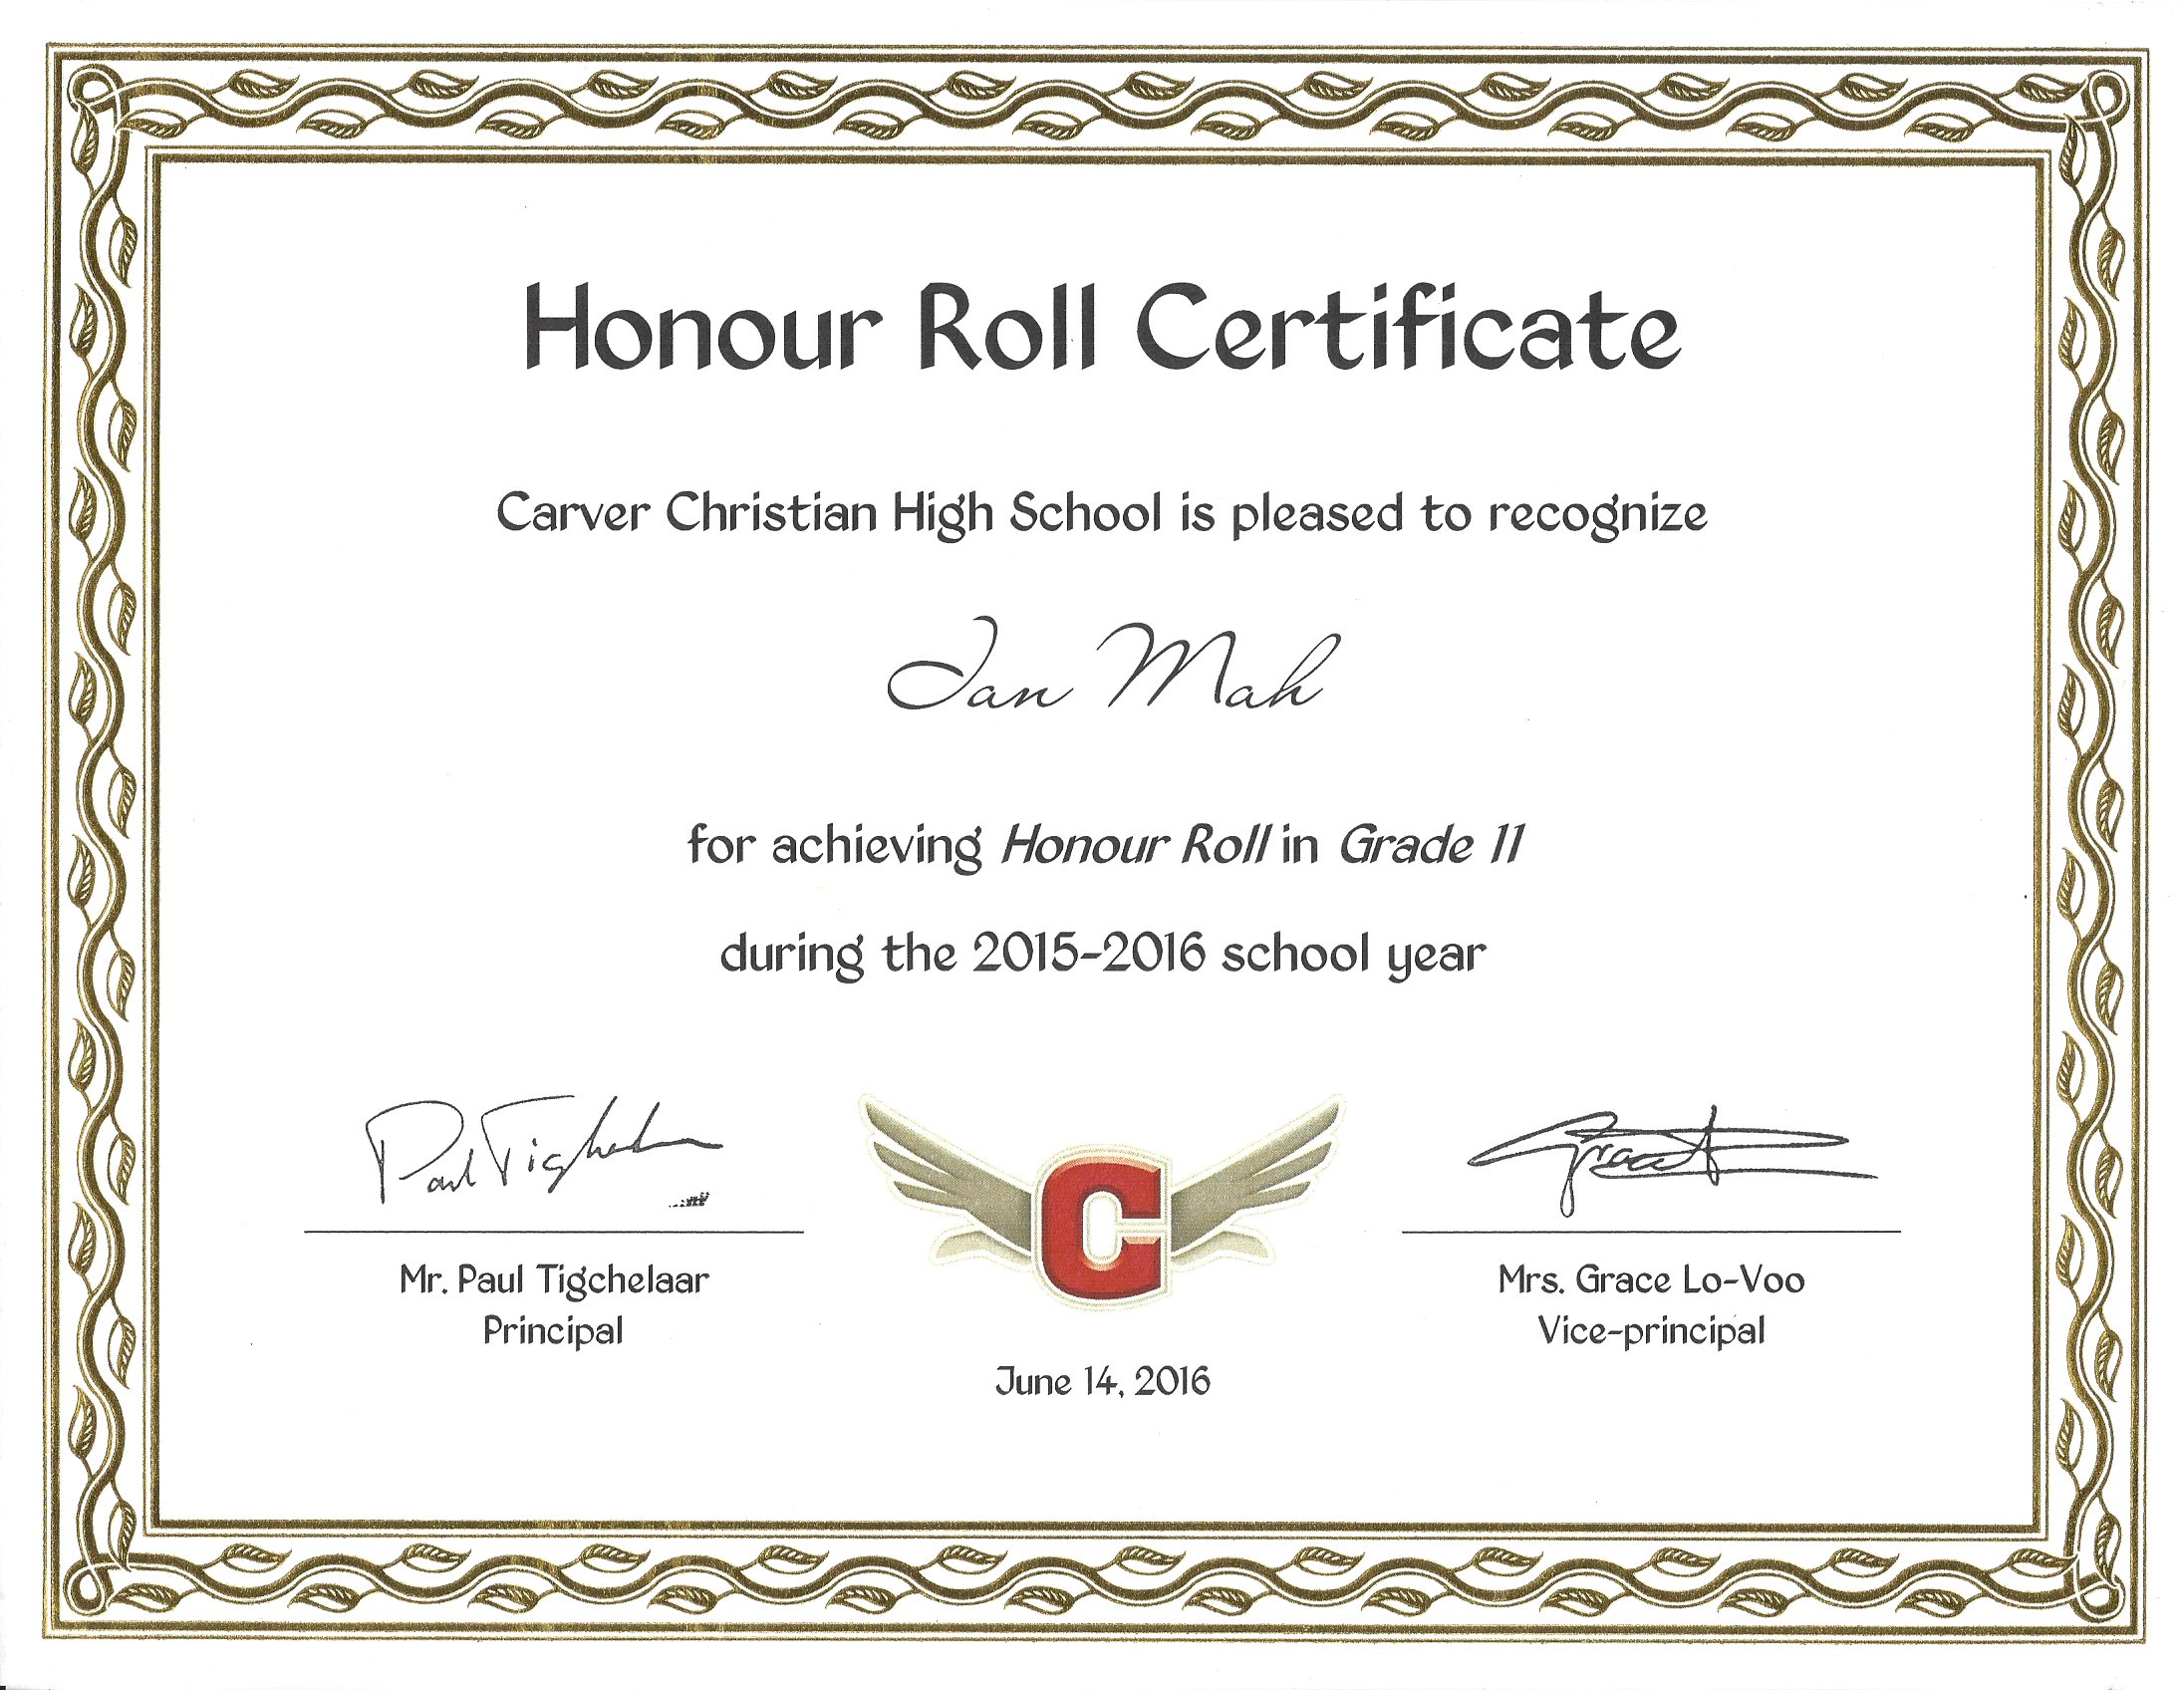 Honour Roll Certificate
Carver Christian High School is pleased to recognize
Ian Mah
for achieving Honour Roll in Grade 11
during the 2015-2016 school year
Paul Tigchelaar
Grace
C
Mr. Paul Tigchelaar
Principal
Mrs. Grace Lo-Voo
Vice-principal
June 14, 2016